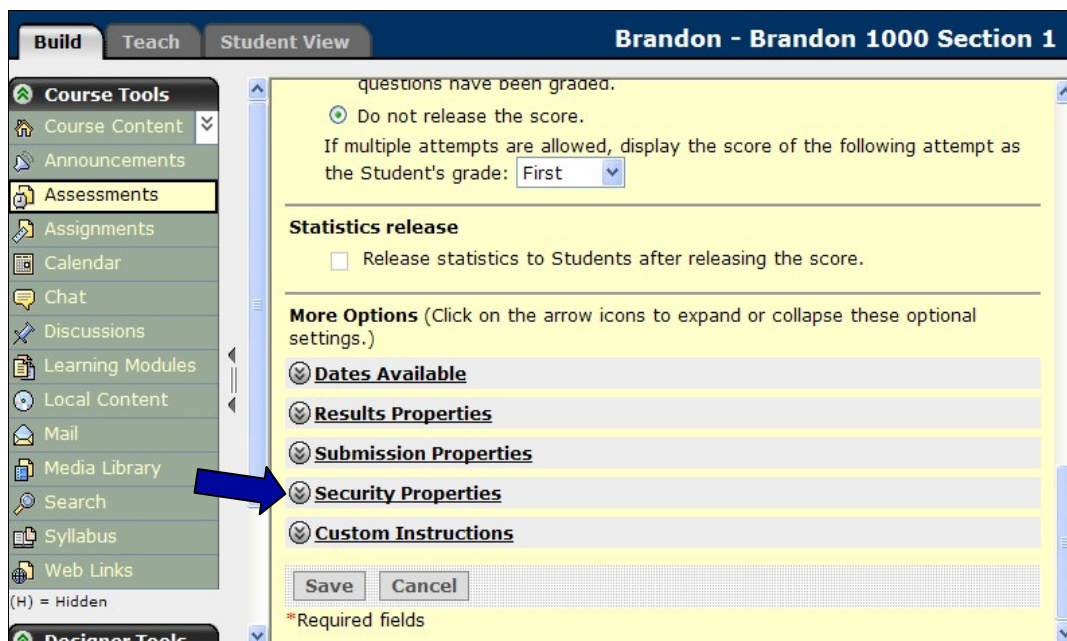 Build
Teach
Student View
Brandon - Brandon 1000 Section 1
Course Tools
Course Content
Announcements
Assessments
Assignments
Calendar
Chat
Discussions
Learning Modules
Local Content
Mail
Media Library
Search
Syllabus
Web Links
(H) = Hidden
Designer Tools
questions have been graded.
Do not release the score.
If multiple attempts are allowed, display the score of the following attempt as
the Student's grade: First
Statistics release
Release statistics to Students after releasing the score.
More Options (Click on the arrow icons to expand or collapse these optional
settings.)
Dates Available
Results Properties
Submission Properties
Security Properties
Custom Instructions
Save Cancel
*Required fields